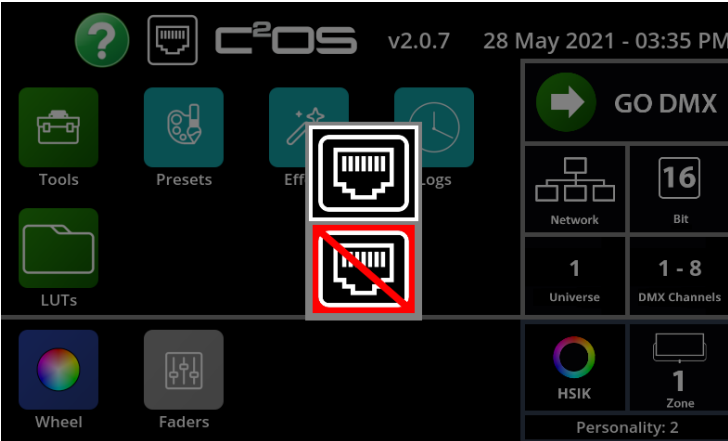 ?
C²OS v2.0.7 28 May 2021 - 03:35 PM
GO DMX
Tools
Presets
Logs
Network
16
Bit
LUTs
1
Universe
1 - 8
DMX Channels
Wheel
Faders
HSIK
1
Zone
Personality: 2